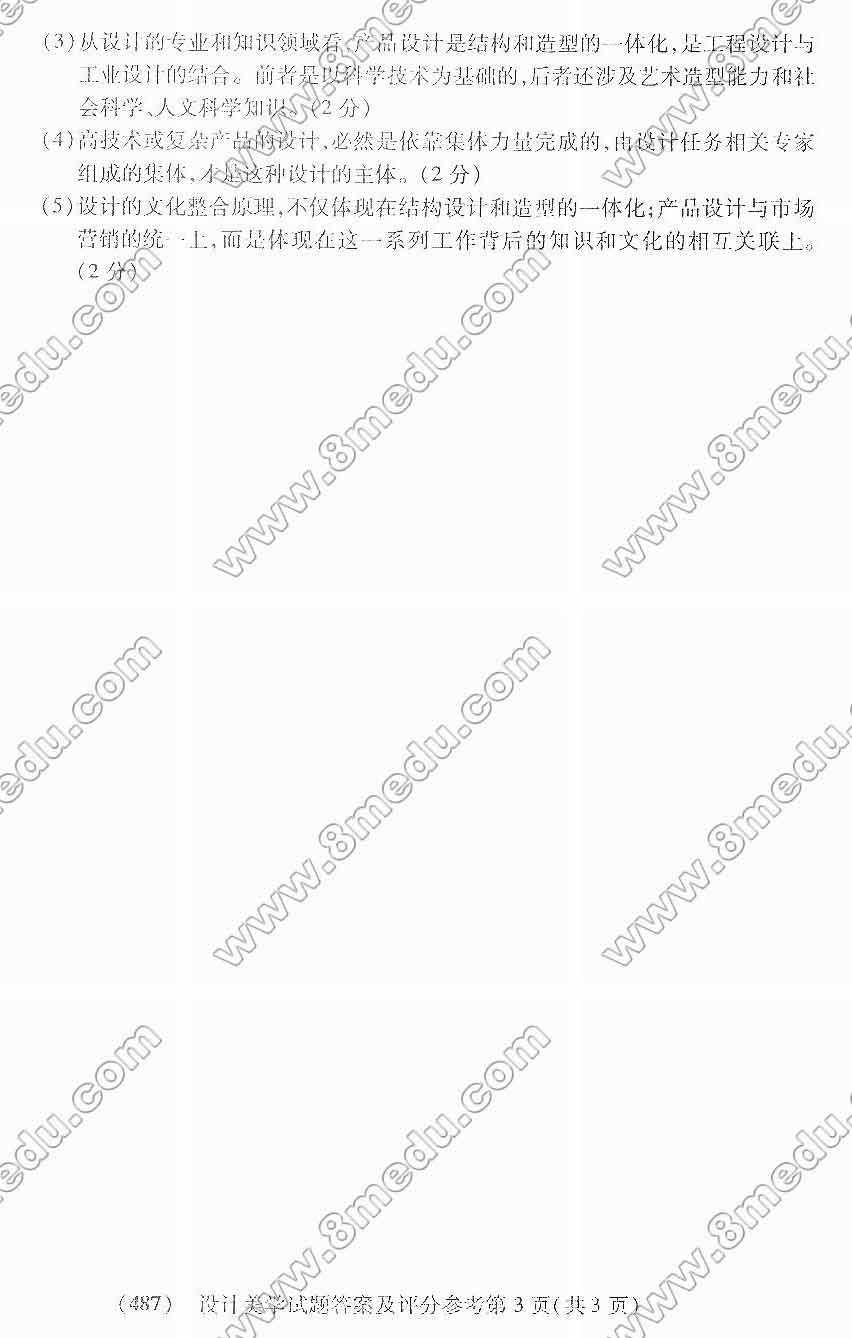 (3)从设计的专业和知识领域看,产品设计是结构和造型的一体化,是工程设计与
工业设计的结合。前者是以科学技术为基础的,后者还涉及艺术造型能力和社
会科学、人文科学知识。(2分)
(4)高技术或复杂产品的设计,必然是依靠集体力量完成的,由设计任务相关专家
组成的集体,才是这种设计的主体。(2分)
(5)设计的文化整合原理,不仅体现在结构设计和造型的一体化;产品设计与市场
营销的统一上,而是体现在这一系列工作背后的知识和文化的相互关联上。
(2分)
www.8medu.com
(487) 设计美学试题答案及评分参考第3页(共3页)